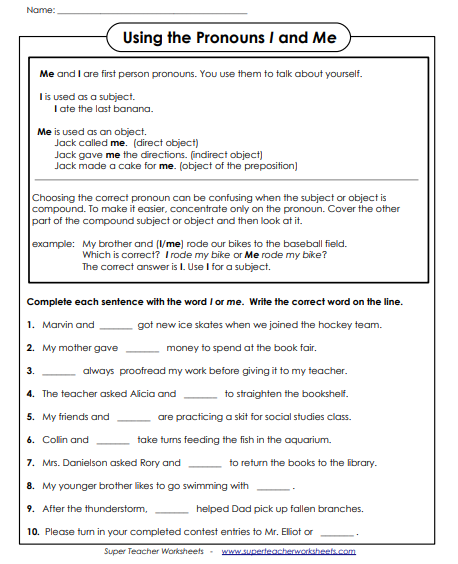 Name: ___________________________________
Using the Pronouns I and Me
Me and I are first person pronouns. You use them to talk about yourself.
I is used as a subject.
I ate the last banana.
Me is used as an object.
Jack called me. (direct object)
Jack gave me the directions. (indirect object)
Jack made a cake for me. (object of the preposition)
Choosing the correct pronoun can be confusing when the subject or object is
compound. To make it easier, concentrate only on the pronoun. Cover the other
part of the compound subject or object and then look at it.
example: My brother and (I/me) rode our bikes to the baseball field.
Which is correct? I rode my bike or Me rode my bike?
The correct answer is I. Use I for a subject.
Complete each sentence with the word I or me. Write the correct word on the line.
1. Marvin and ______ got new ice skates when we joined the hockey team.
2. My mother gave ______ money to spend at the book fair.
3. ______ always proofread my work before giving it to my teacher.
4. The teacher asked Alicia and ______ to straighten the bookshelf.
5. My friends and ______ are practicing a skit for social studies class.
6. Collin and ______ take turns feeding the fish in the aquarium.
7. Mrs. Danielson asked Rory and ______ to return the books to the library.
8. My younger brother likes to go swimming with ______ .
9. After the thunderstorm, ______ helped Dad pick up fallen branches.
10. Please turn in your completed contest entries to Mr. Elliot or ______ .
Super Teacher Worksheets - www.superteacherworksheets.com